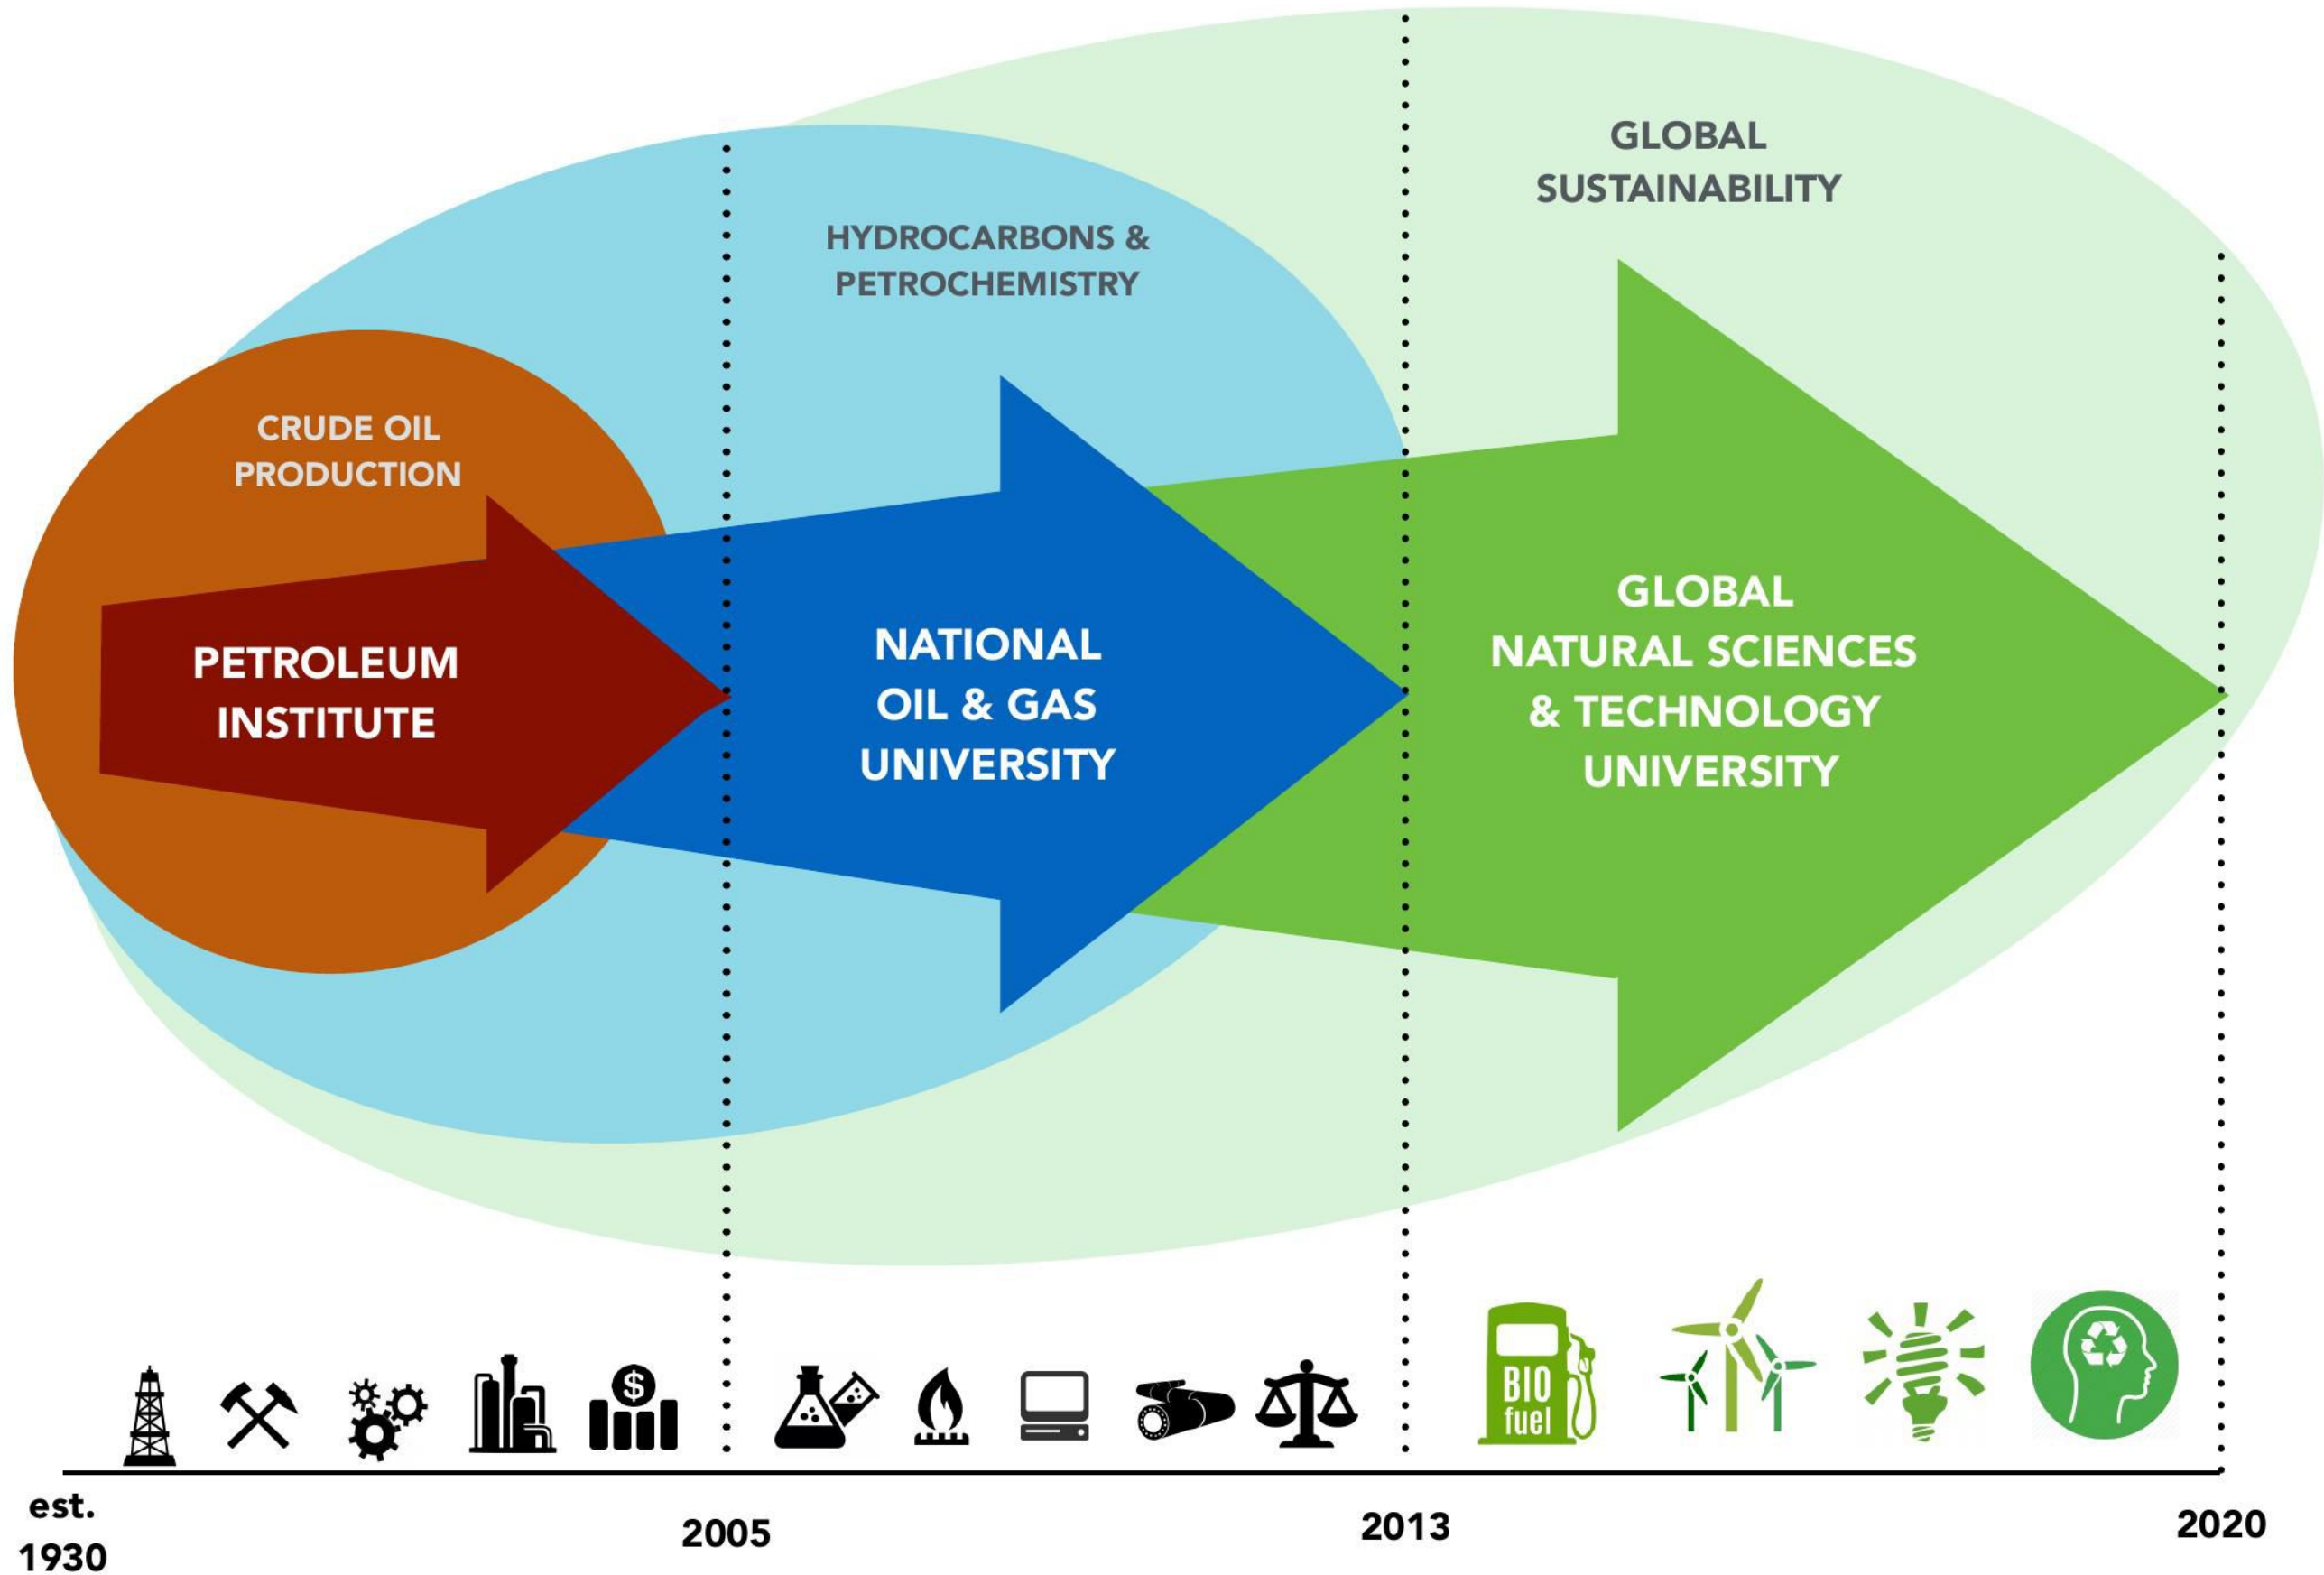 CRUDE OIL
PRODUCTION
HYDROCARBONS &
PETROCHEMISTRY
GLOBAL
SUSTAINABILITY
PETROLEUM
INSTITUTE
NATIONAL
OIL & GAS
UNIVERSITY
GLOBAL
NATURAL SCIENCES
& TECHNOLOGY
UNIVERSITY
$
BIO
fuel
est.
1930
2005
2013
2020